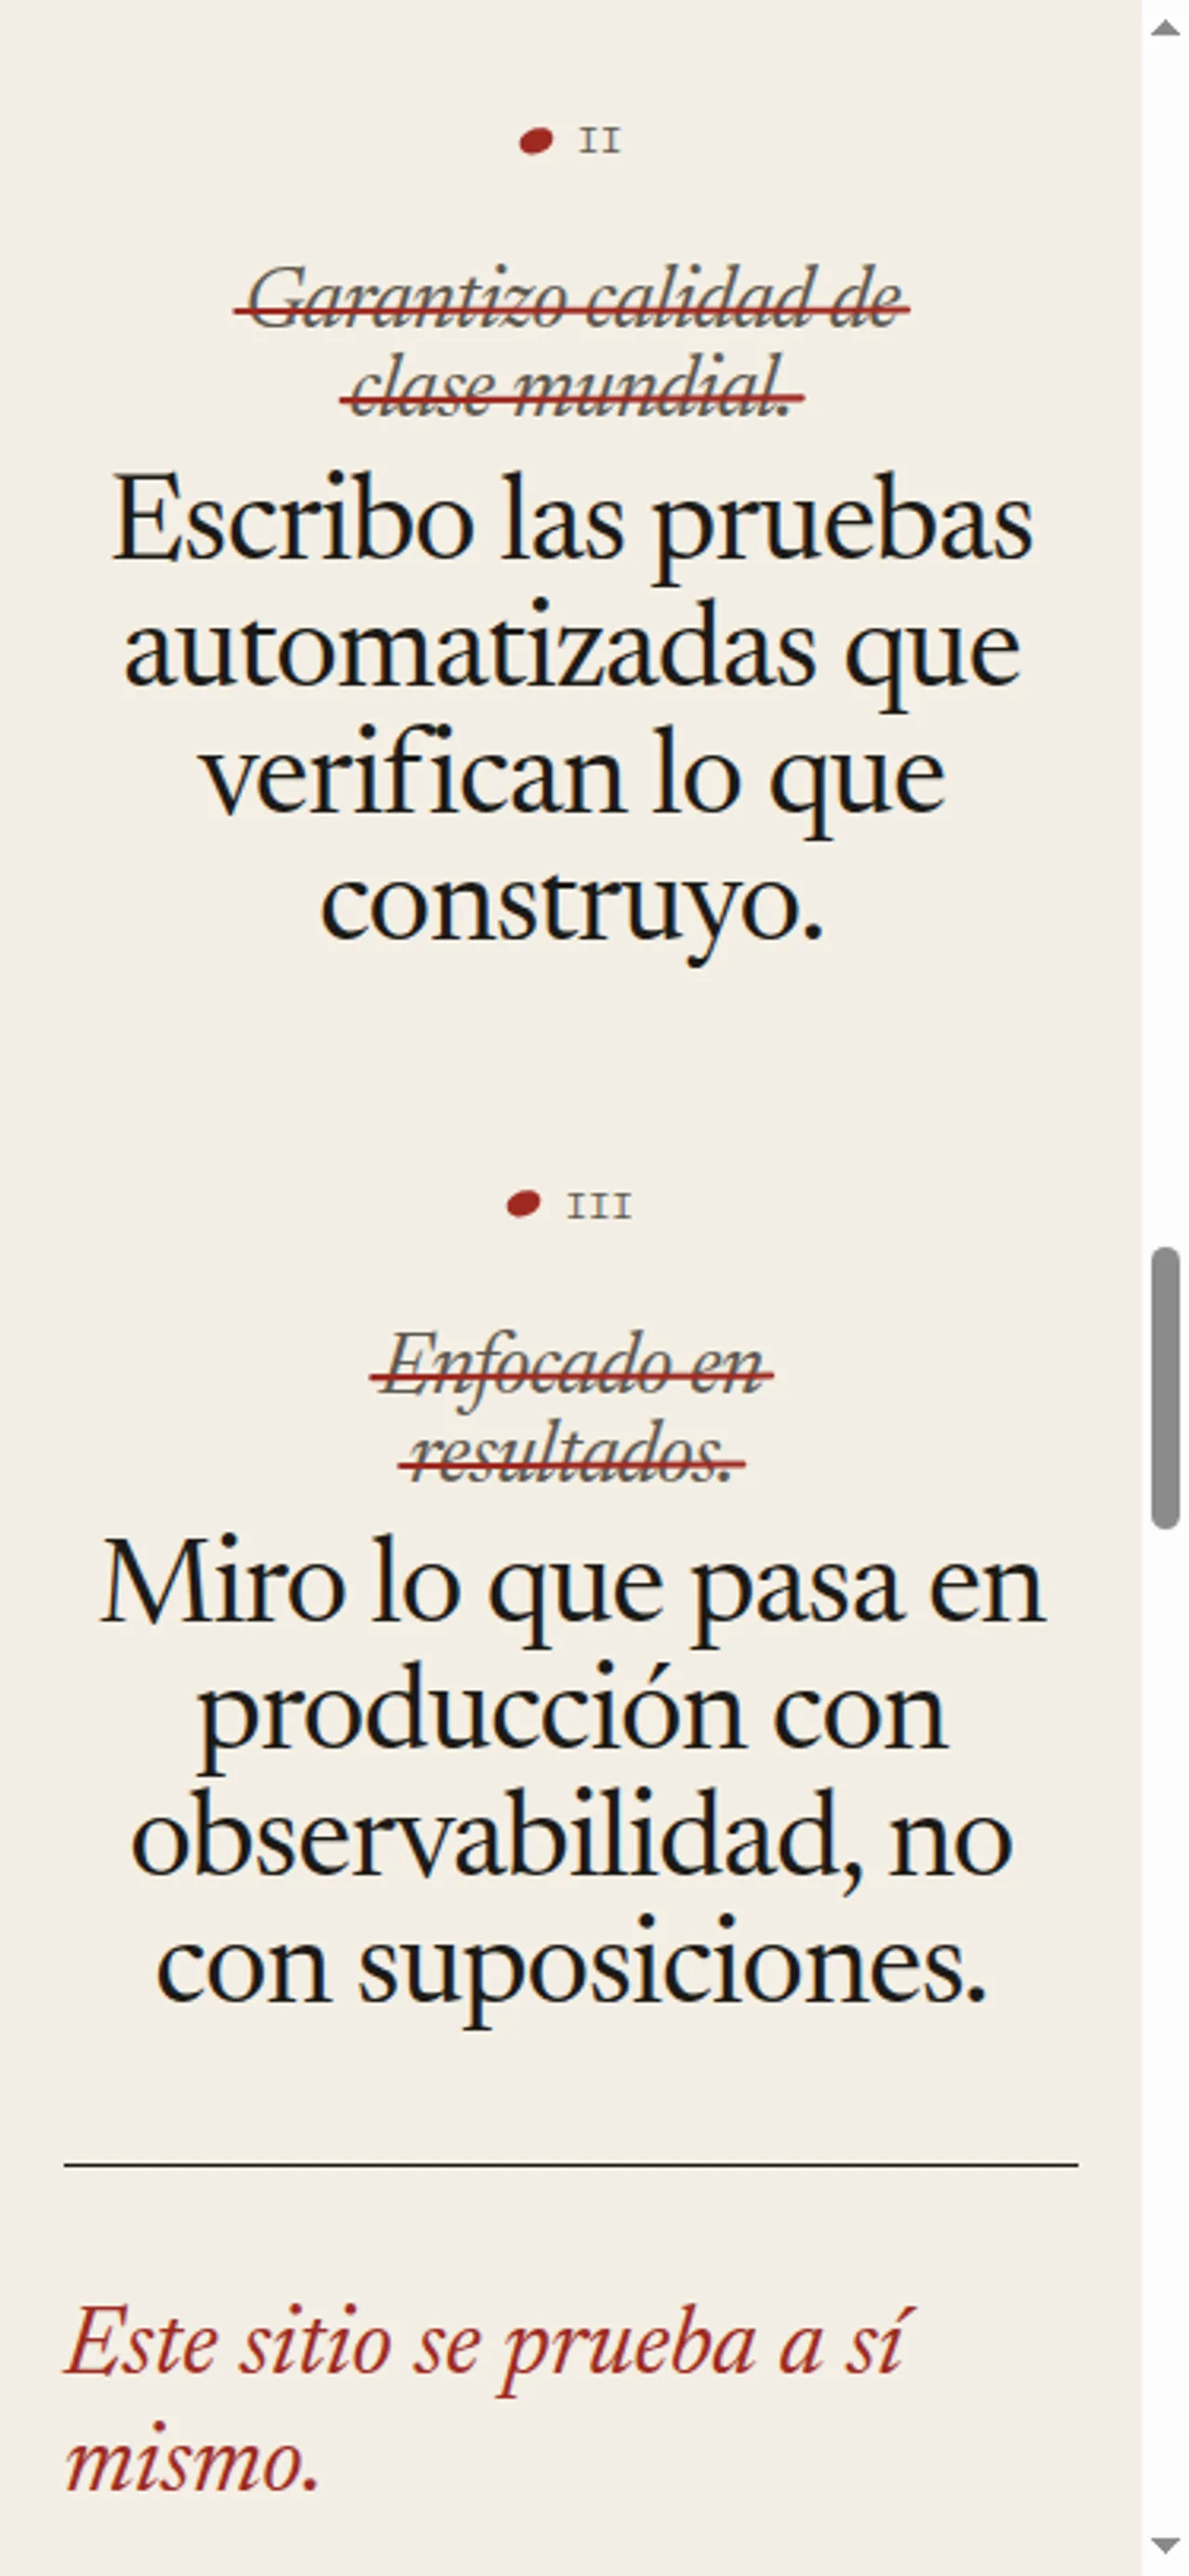 II
Garantizo calidad de
clase mundial.
Escribo las pruebas
automatizadas que
verifican lo que
construyo.
III
Enfocado en
resultados.
Miro lo que pasa en
producción con
observabilidad, no
con suposiciones.
Este sitio se prueba a sí
mismo.